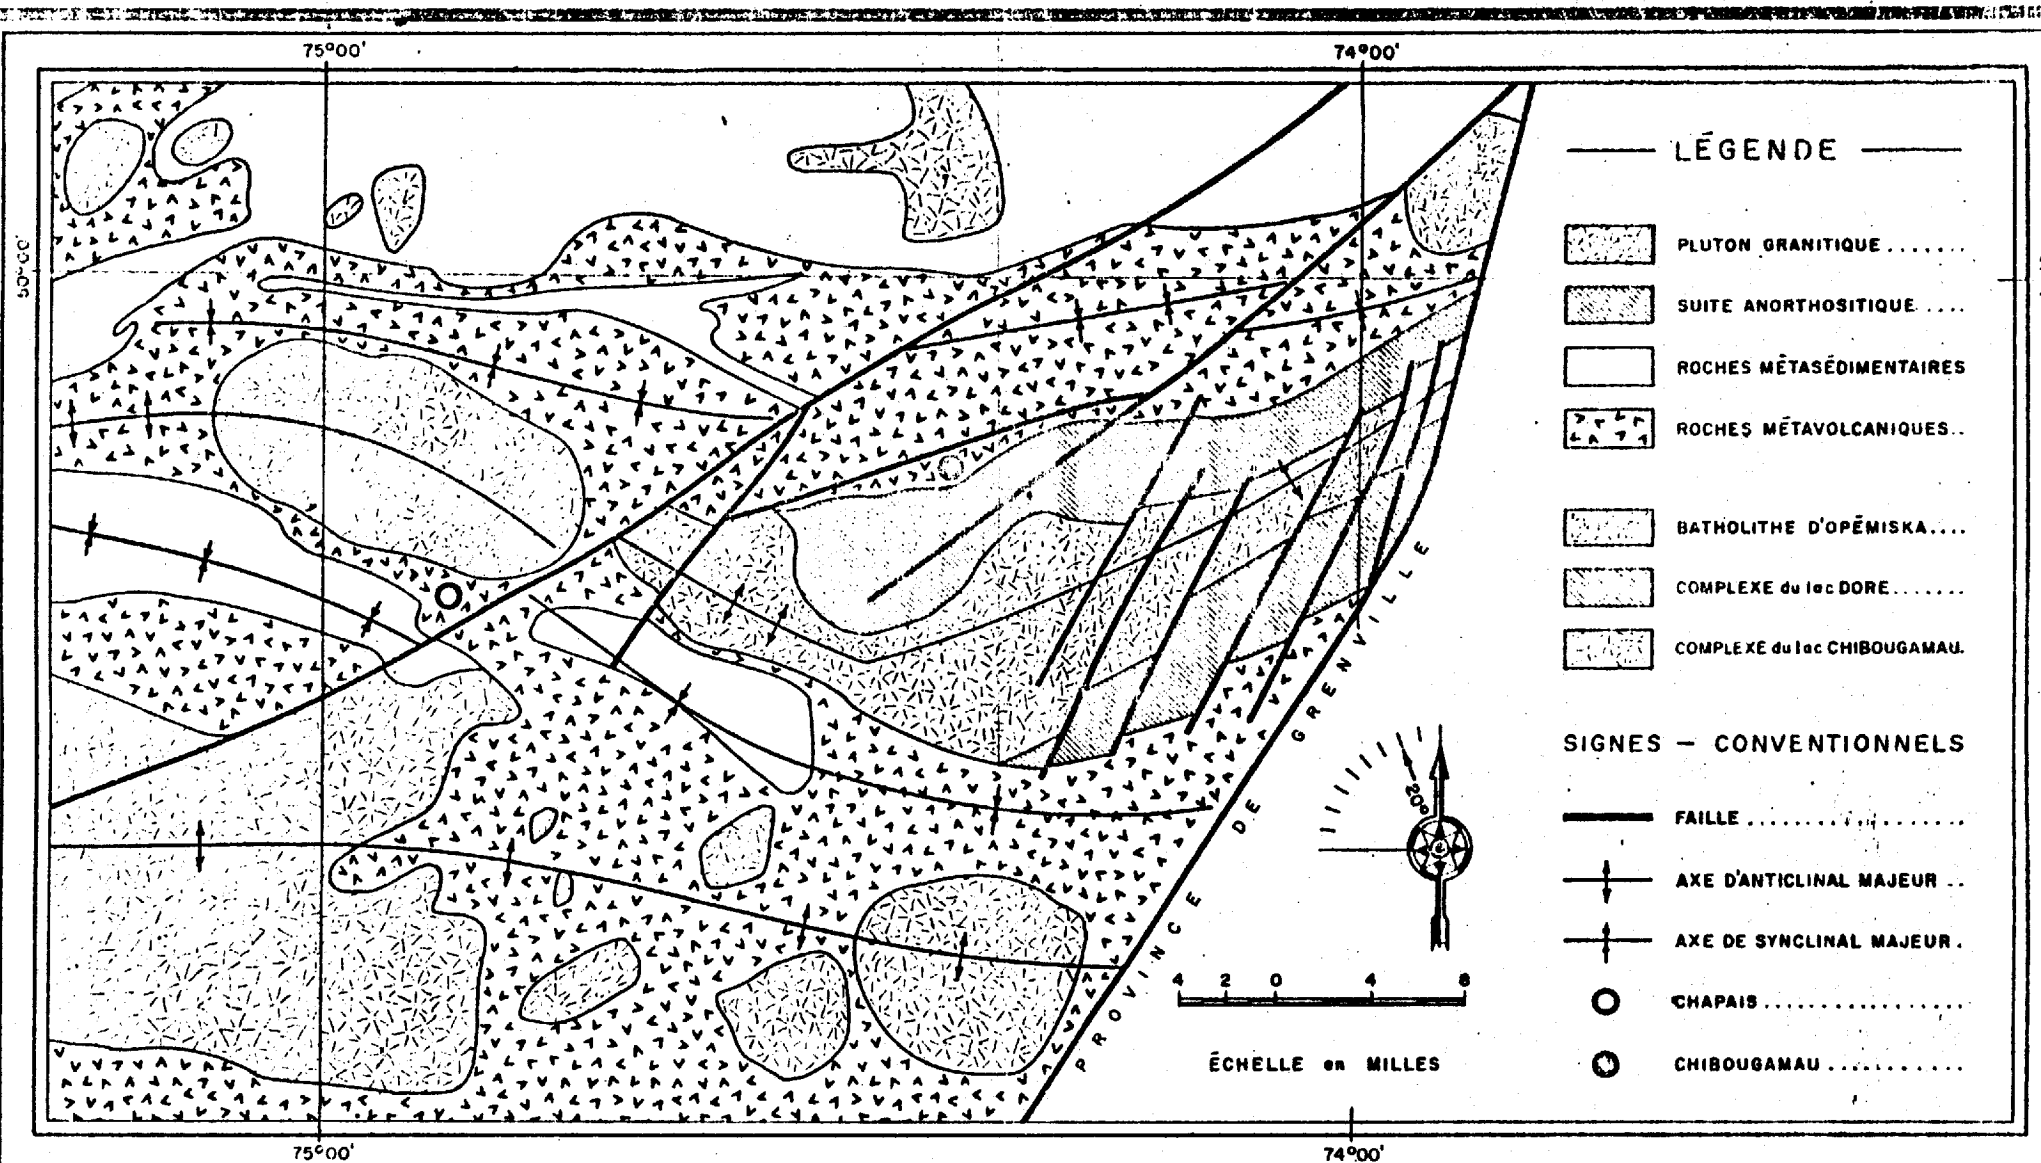 75°00'
74°00'
50°00'
LÉGENDE
PLUTON GRANITIQUE.......
SUITE ANORTHOSITIQUE.....
ROCHES MÉTASÉDIMENTAIRES
ROCHES MÉTAVOLCANIQUES..
BATHOLITHE D'OPÉMISKA....
COMPLEXE du lac DORE.......
COMPLEXE du lac CHIBOUGAMAU.
PROVINCE DE GRENVILLE
20°
SIGNES – CONVENTIONNELS
FAILLE..................
AXE D'ANTICLINAL MAJEUR..
AXE DE SYNCLINAL MAJEUR.
CHAPAIS.................
CHIBOUGAMAU............
4 2 0 4 8
ÉCHELLE en MILLES
75°00'
74°00'